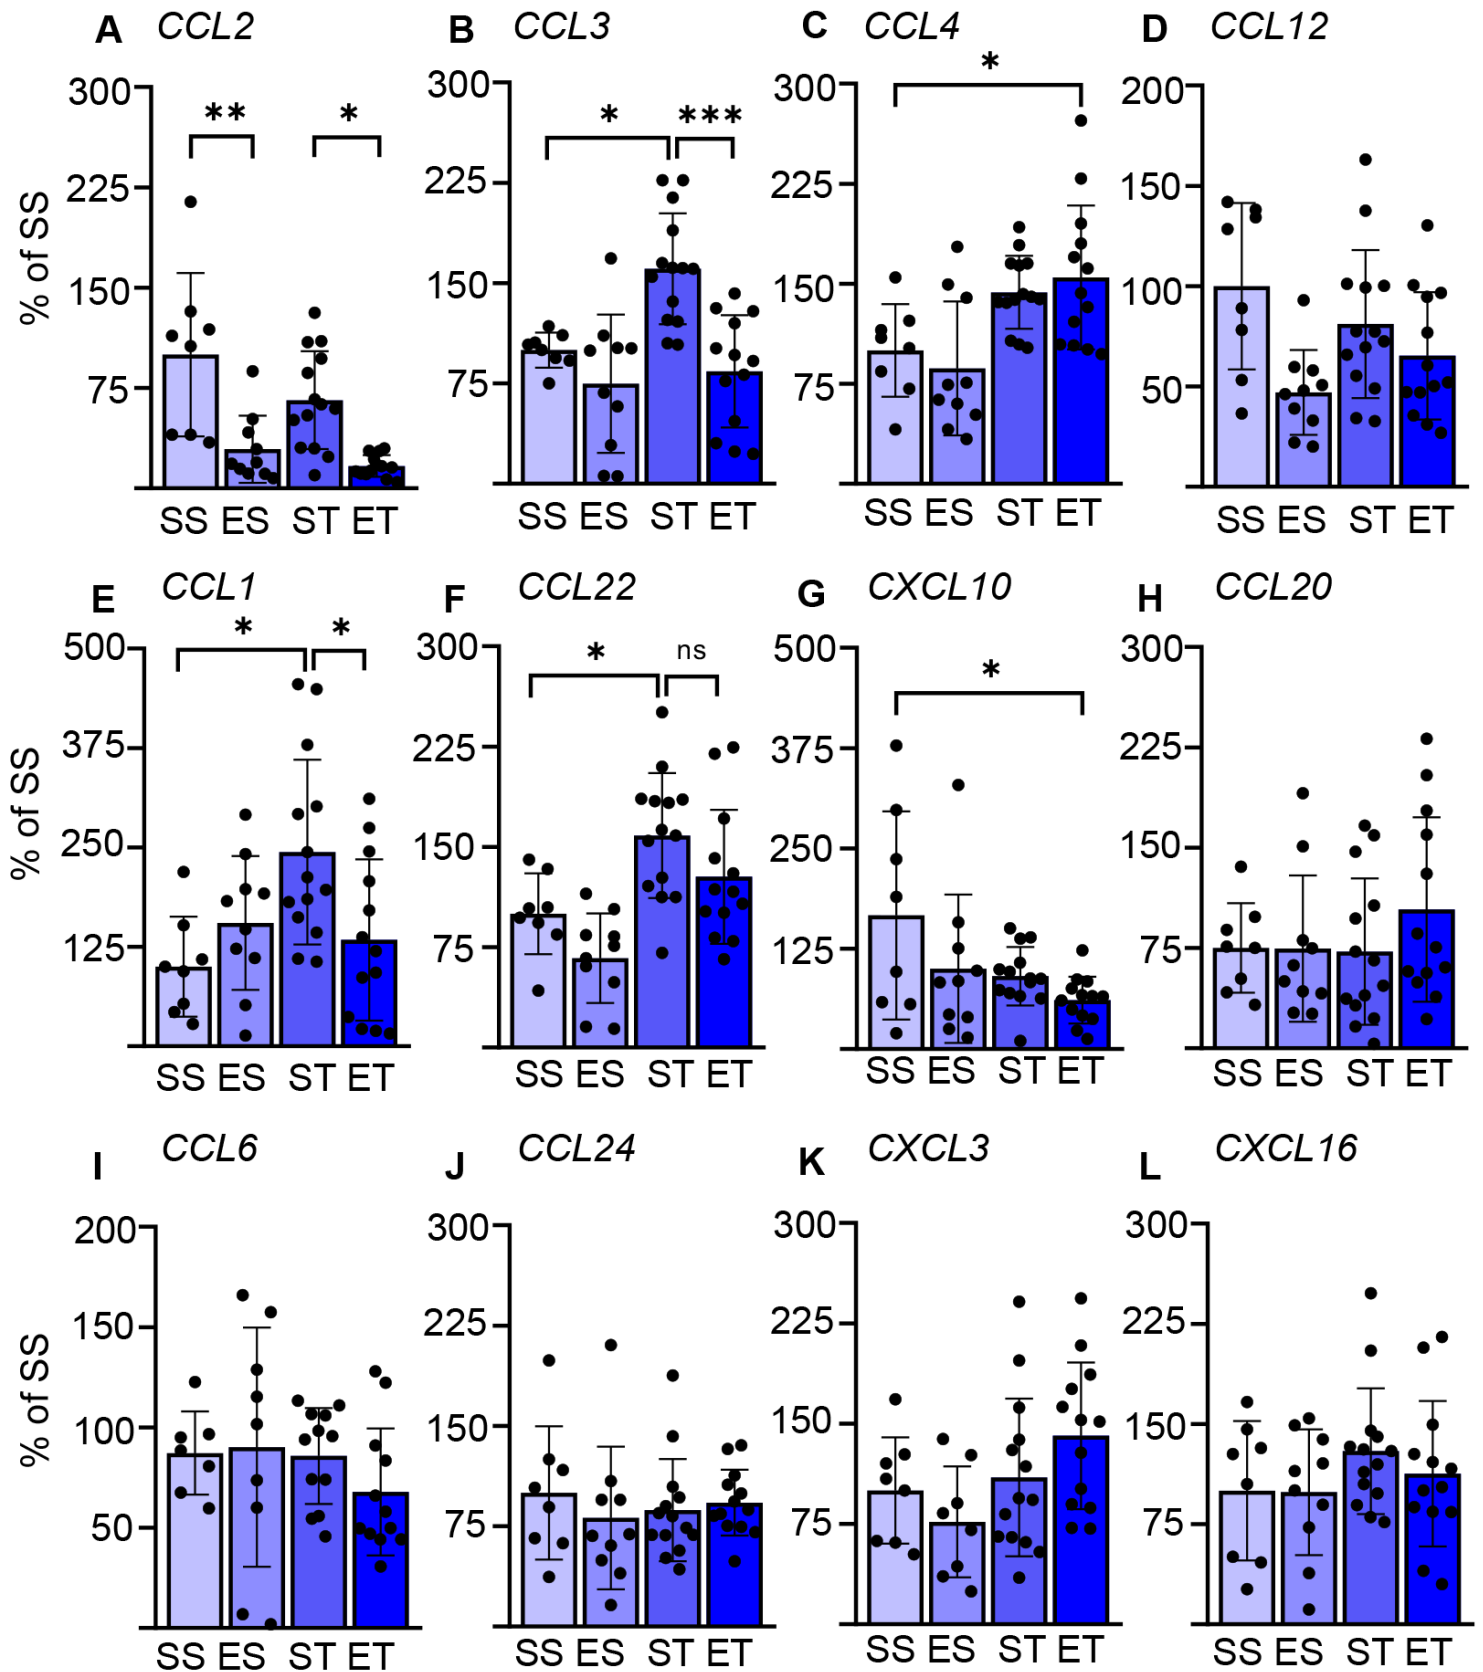 A CCL2
B CCL3
C CCL4
D CCL12
% of SS
300
225
150
75
** *
SS ES ST ET
300
225
150
75
* ***
SS ES ST ET
300
225
150
75
*
SS ES ST ET
200
150
100
50
SS ES ST ET
E CCL1
F CCL22
G CXCL10
H CCL20
% of SS
500
375
250
125
* *
SS ES ST ET
300
225
150
75
* ns
SS ES ST ET
500
375
250
125
*
SS ES ST ET
300
225
150
75
SS ES ST ET
I CCL6
J CCL24
K CXCL3
L CXCL16
% of SS
200
150
100
50
SS ES ST ET
300
225
150
75
SS ES ST ET
300
225
150
75
SS ES ST ET
300
225
150
75
SS ES ST ET